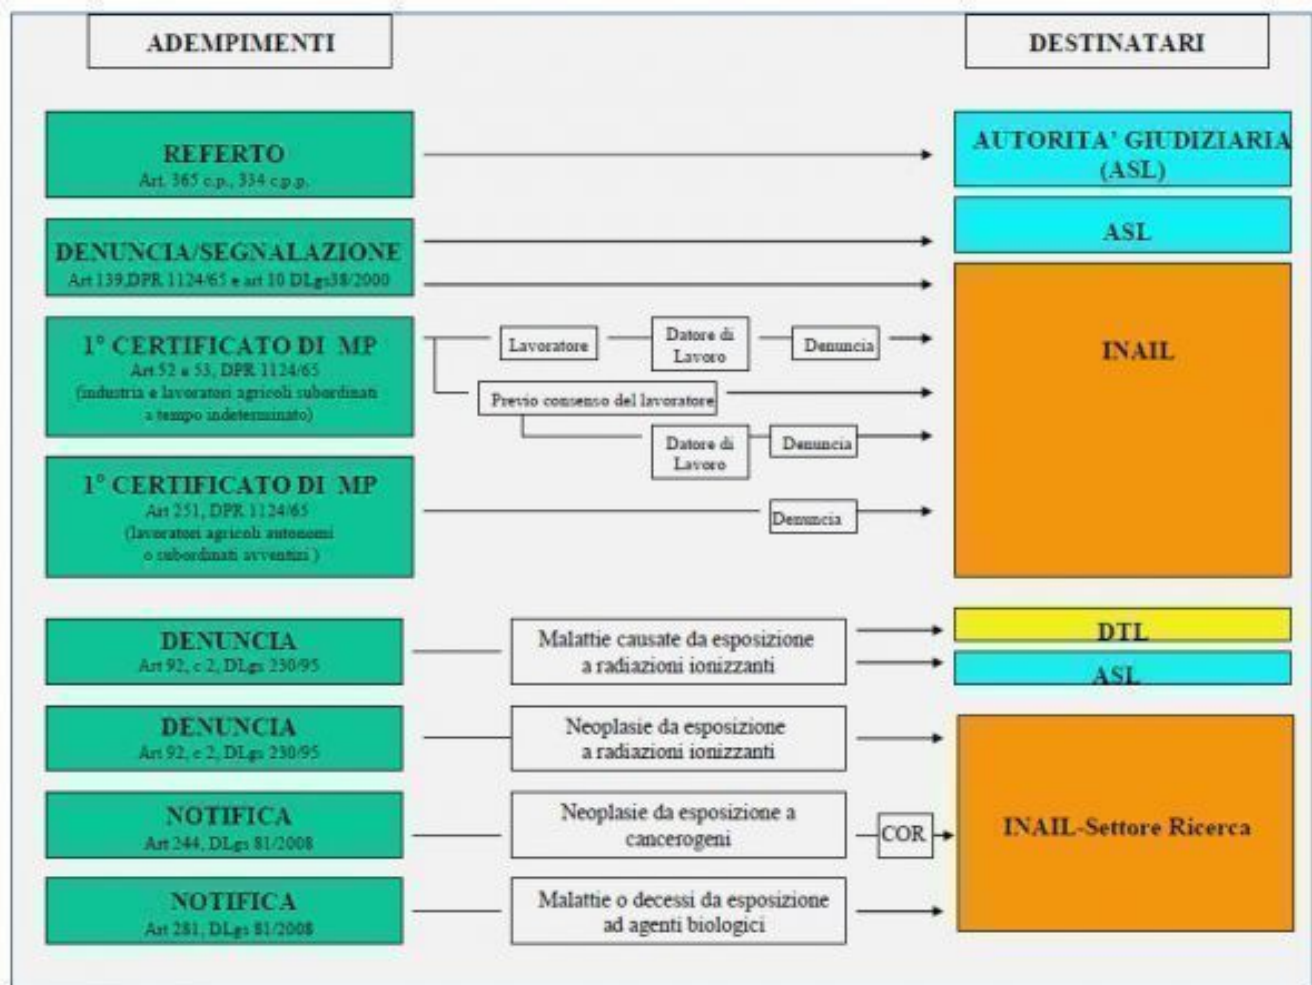 ADEMPIMENTI
DESTINATARI
REFERTO
Art. 365 c.p., 334 c.p.p.
AUTORITA' GIUDIZIARIA
(ASL)
DENUNCIA/SEGNALAZIONE
Art 139,DPR 1124/65 e art 10 DLgs38/2000
ASL
INAIL
1° CERTIFICATO DI MP
Art 52 e 53, DPR 1124/65
(industria e lavoratori agricoli subordinati
a tempo indeterminato)
Lavoratore
Datore di
Lavoro
Denuncia
Previo consenso del lavoratore
Datore di
Lavoro
Denuncia
1° CERTIFICATO DI MP
Art 251, DPR 1124/65
(lavoratori agricoli autonomi
o subordinati avventizi )
Denuncia
DENUNCIA
Art 92, c 2, DLgs 230/95
Malattie causate da esposizione
a radiazioni ionizzanti
DTL
ASL
DENUNCIA
Art 92, c 2, DLgs 230/95
Neoplasie da esposizione
a radiazioni ionizzanti
NOTIFICA
Art 244, DLgs 81/2008
Neoplasie da esposizione a
cancerogeni
COR
INAIL-Settore Ricerca
NOTIFICA
Art 281, DLgs 81/2008
Malattie o decessi da esposizione
ad agenti biologici